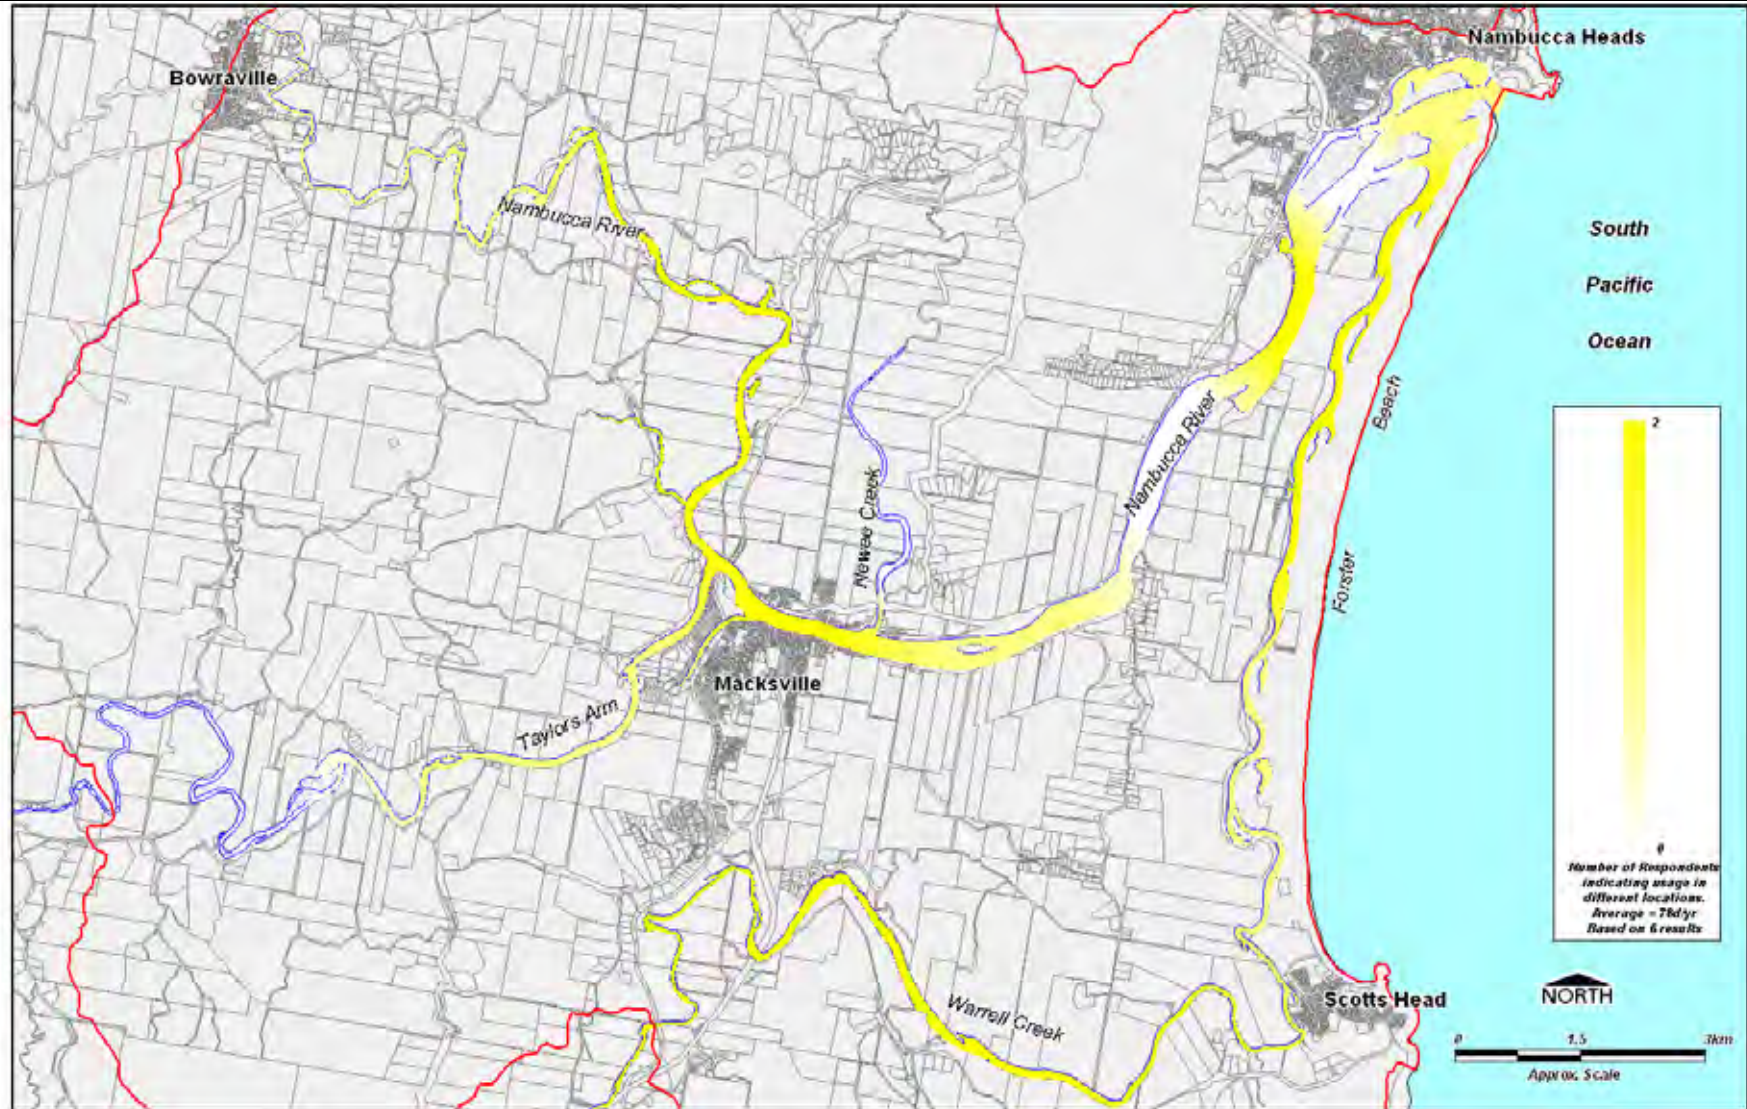 Nambucca Heads
Bowraville
Nambucca River
South
Pacific
Ocean
Beach
Nambucca River
Newee Creek
Forster
Macksville
Taylors Arm
Warrell Creek
Scotts Head
2
0
Number of Respondents
indicating usage in
different locations.
Average = 78d/yr
Based on 6 results
NORTH
0 1.5 3km
Approx. Scale